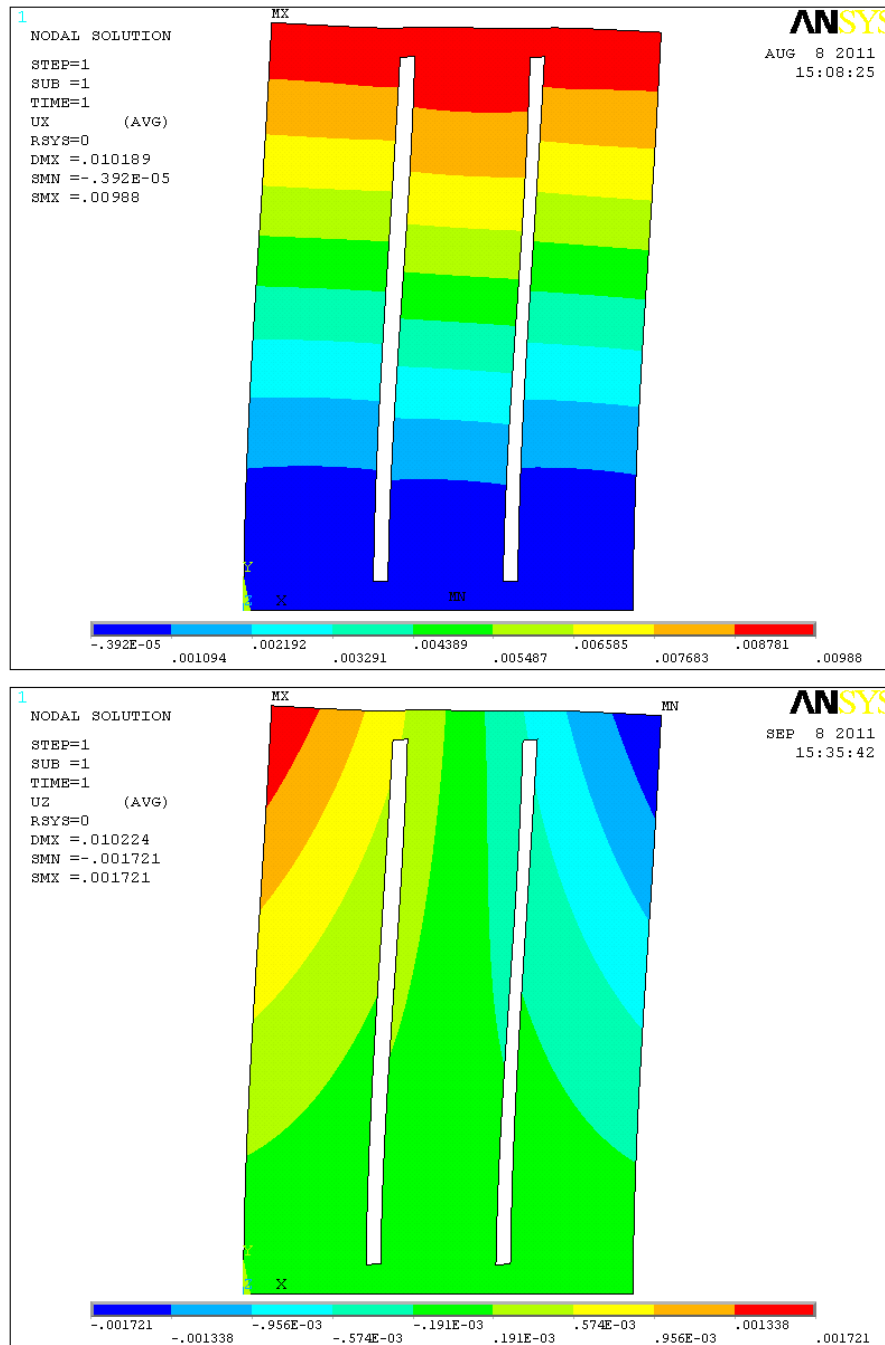 1
MX
ANSYS
NODAL SOLUTION
AUG 8 2011
15:08:25
STEP=1
SUB =1
TIME=1
UX (AVG)
RSYS=0
DMX =.010189
SMN =-.392E-05
SMX =.00988
Y
Z X MN
-.392E-05 .002192 .004389 .006585 .008781
.001094 .003291 .005487 .007683 .00988
1
MX
ANSYS
MN
NODAL SOLUTION
SEP 8 2011
15:35:42
STEP=1
SUB =1
TIME=1
UZ (AVG)
RSYS=0
DMX =.010224
SMN =-.001721
SMX =.001721
Y
Z X
-.001721 -.956E-03 -.191E-03 .574E-03 .001338
-.001338 -.574E-03 .191E-03 .956E-03 .001721